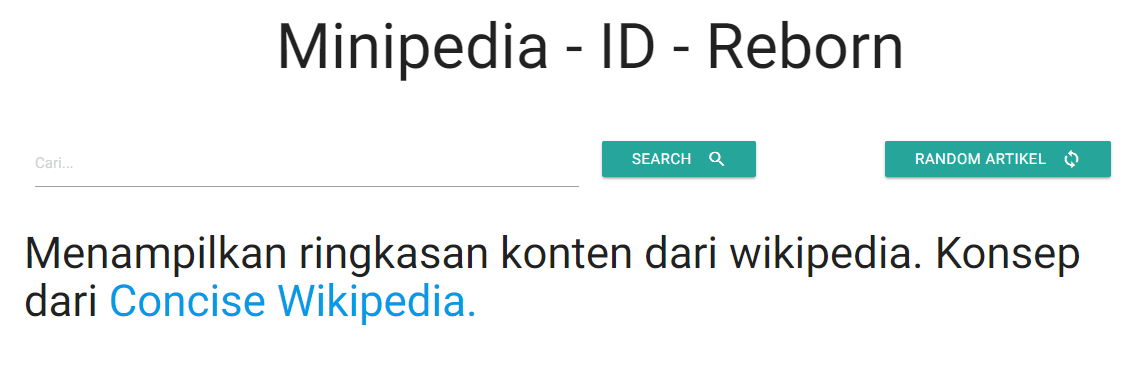 Minipedia - ID - Reborn
Cari...
SEARCH
RANDOM ARTIKEL
Menampilkan ringkasan konten dari wikipedia. Konsep
dari Concise Wikipedia.